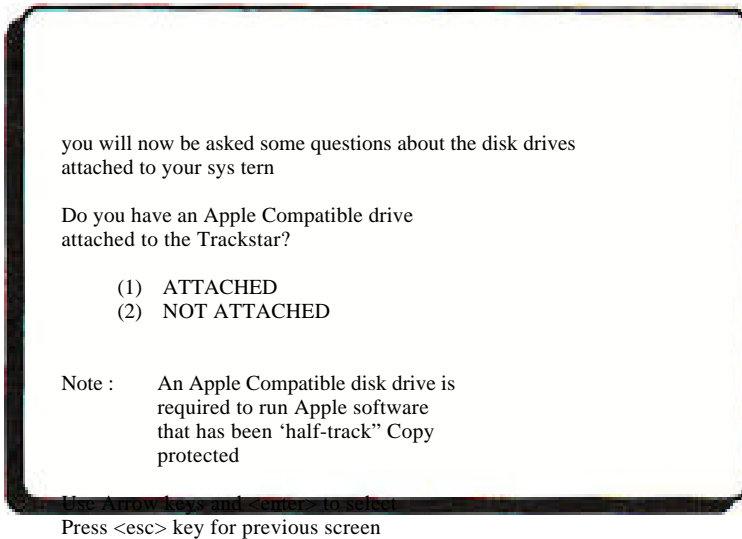 you will now be asked some questions about the disk drives
attached to your sys tern
Do you have an Apple Compatible drive
attached to the Trackstar?
(1) ATTACHED
(2) NOT ATTACHED
Note : An Apple Compatible disk drive is
required to run Apple software
that has been ‘half-track” Copy
protected
Use Arrow keys and <enter> to select
Press <esc> key for previous screen